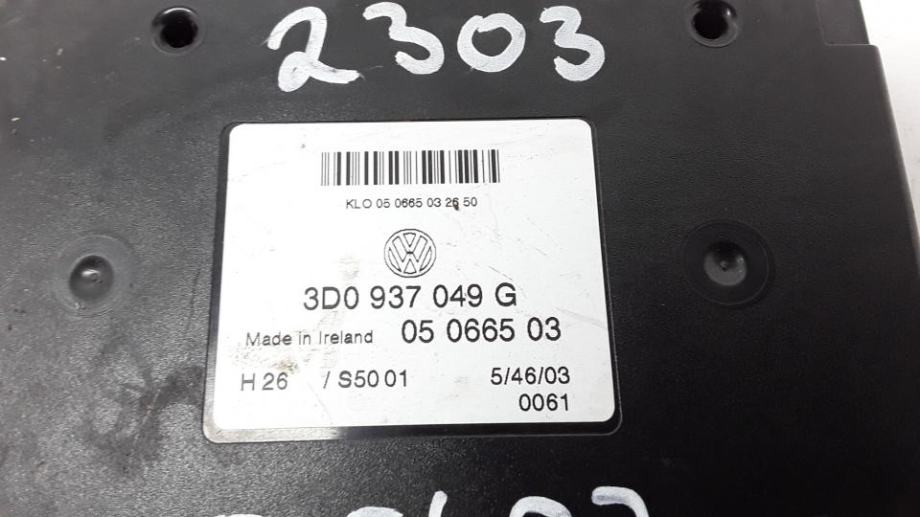 2303
KLO 05 0665 03 26 50
3D0 937 049 G
Made in Ireland 05 0665 03
H 26 / S50 01 5/46/03
0061